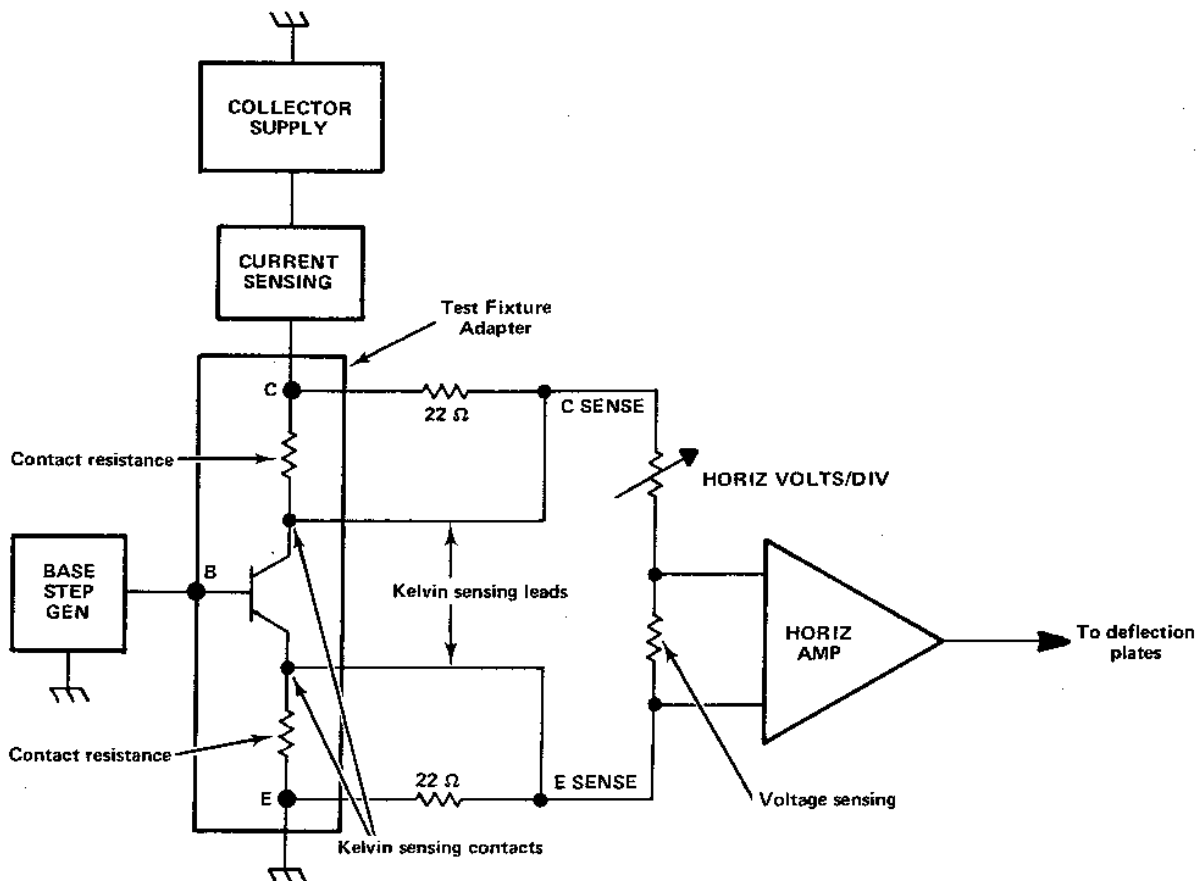 COLLECTOR
SUPPLY
CURRENT
SENSING
Test Fixture
Adapter
C
22 Ω
C SENSE
Contact resistance
HORIZ VOLTS/DIV
BASE
STEP
GEN
B
Kelvin sensing leads
HORIZ
AMP
To deflection
plates
Contact resistance
22 Ω
E SENSE
E
Voltage sensing
Kelvin sensing contacts